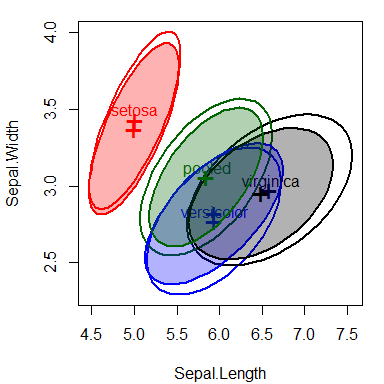 4.0
3.5
3.0
2.5
Sepal.Width
setosa
pooled
virginica
versicolor
4.5 5.0 5.5 6.0 6.5 7.0 7.5
Sepal.Length